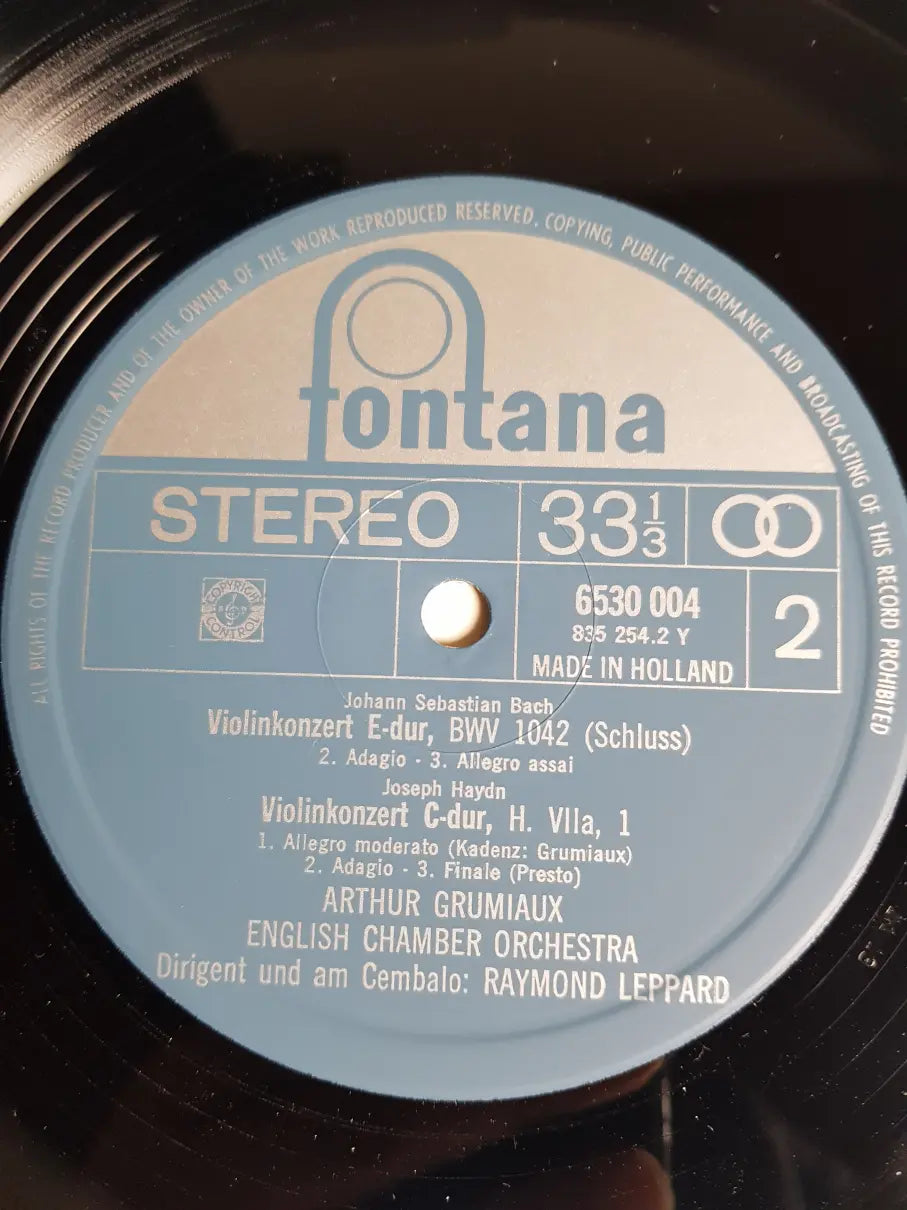 ALL RIGHTS OF THE RECORD PRODUCER AND OF THE OWNER OF THE WORK REPRODUCED RESERVED. COPYING, PUBLIC PERFORMANCE AND BROADCASTING OF THIS RECORD PROHIBITED
fontana
STEREO 33 1/3
COPYRIGHT CONTROL
6530 004
835 254.2 Y
MADE IN HOLLAND
2
Johann Sebastian Bach
Violinkonzert E-dur, BWV 1042 (Schluss)
2. Adagio · 3. Allegro assai
Joseph Haydn
Violinkonzert C-dur, H. VIIa, 1
1. Allegro moderato (Kadenz: Grumiaux)
2. Adagio · 3. Finale (Presto)
ARTHUR GRUMIAUX
ENGLISH CHAMBER ORCHESTRA
Dirigent und am Cembalo: RAYMOND LEPPARD